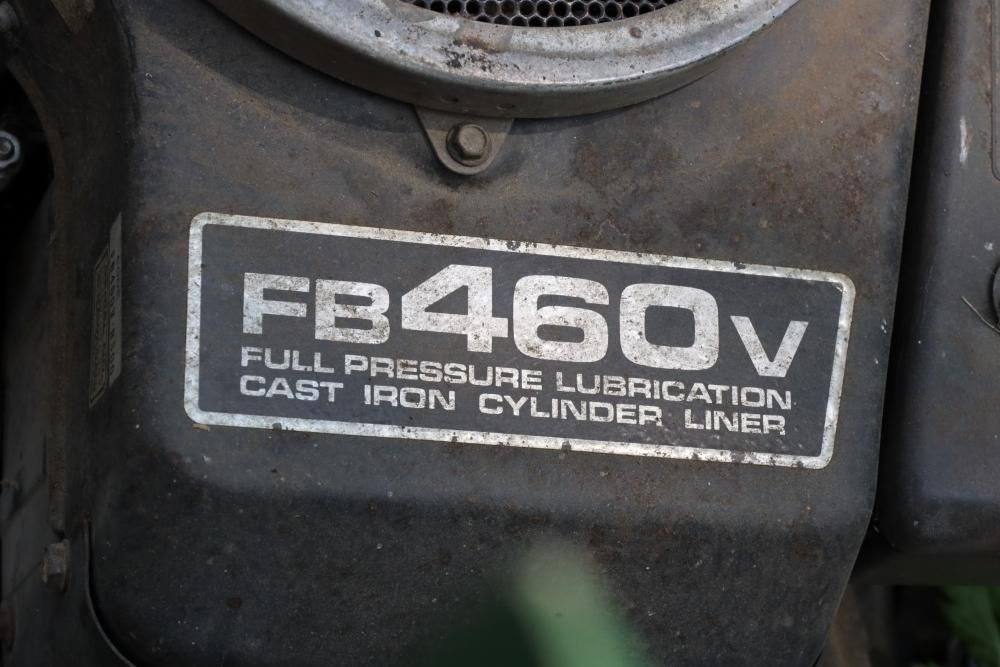 FB460V
FULL PRESSURE LUBRICATION
CAST IRON CYLINDER LINER